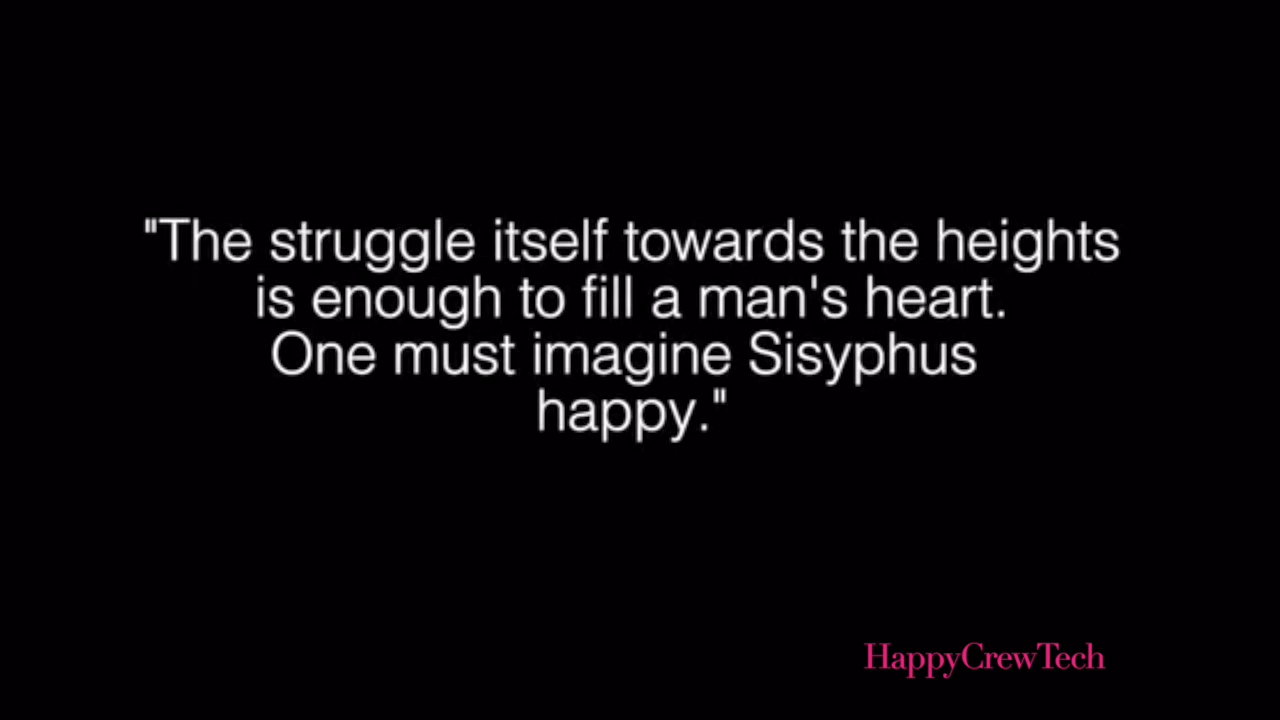 "The struggle itself towards the heights
is enough to fill a man's heart.
One must imagine Sisyphus
happy."
HappyCrewTech